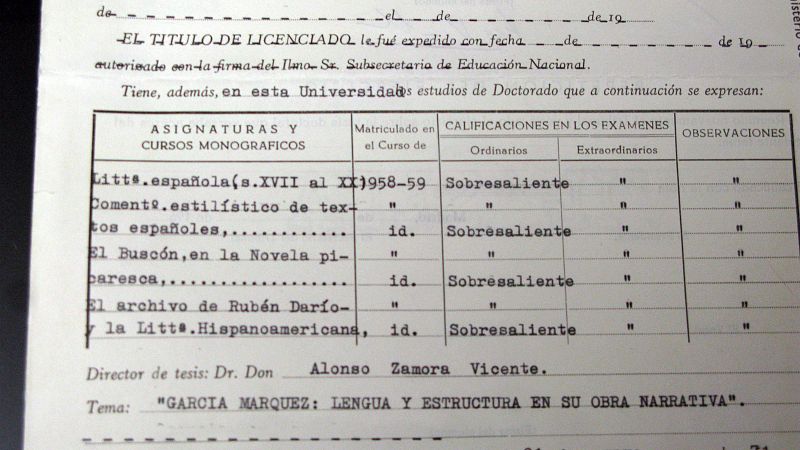 de el de de 19
EL TITULO DE LICENCIADO le fué expedido con fecha de de 19
autorizado con la firma del Ilmo. Sr. Subsecretario de Educación Nacional.
Tiene, además, en esta Universidad los estudios de Doctorado que a continuación se expresan:
ASIGNATURAS Y CURSOS MONOGRAFICOS
Matriculado en el Curso de
CALIFICACIONES EN LOS EXAMENES
Ordinarios Extraordinarios
OBSERVACIONES
Littª.española(s.XVII al XX) 1958-59 Sobresaliente " "
Comentº.estilístico de tex- " " " "
tos españoles,............ id. Sobresaliente " "
El Buscón,en la Novela pi- " " " "
caresca,.................. id. Sobresaliente " "
El archivo de Rubén Darío- " " " "
y la Littª.Hispanoamericana, id. Sobresaliente " "
Director de tesis: Dr. Don Alonso Zamora Vicente.
Tema: "GARCIA MARQUEZ: LENGUA Y ESTRUCTURA EN SU OBRA NARRATIVA".